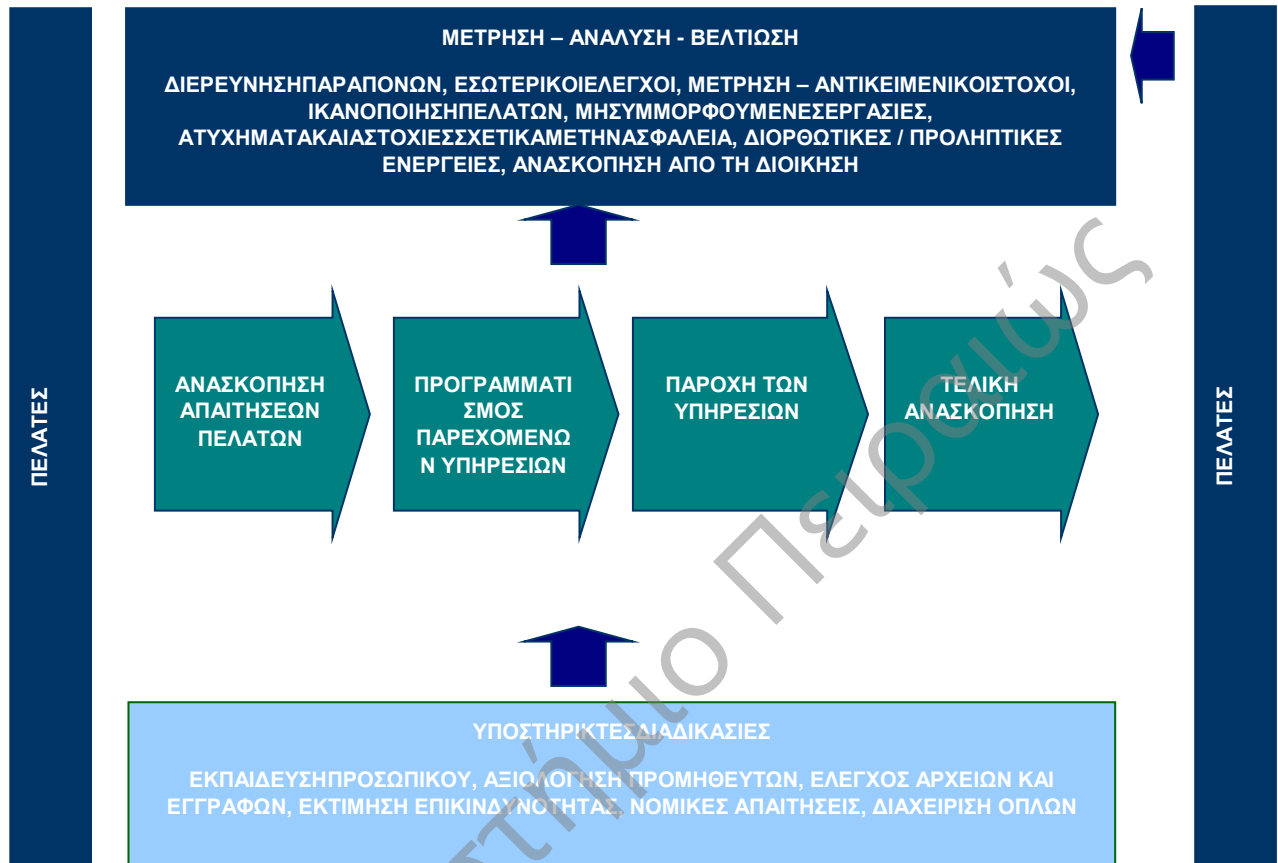 ΠΕΛΑΤΕΣ
ΜΕΤΡΗΣΗ – ΑΝΑΛΥΣΗ - ΒΕΛΤΙΩΣΗ
ΔΙΕΡΕΥΝΗΣΗΠΑΡΑΠΟΝΩΝ, ΕΣΩΤΕΡΙΚΟΙΕΛΕΓΧΟΙ, ΜΕΤΡΗΣΗ – ΑΝΤΙΚΕΙΜΕΝΙΚΟΙΣΤΟΧΟΙ,
ΙΚΑΝΟΠΟΙΗΣΗΠΕΛΑΤΩΝ, ΜΗΣΥΜΜΟΡΦΟΥΜΕΝΕΣΕΡΓΑΣΙΕΣ,
ΑΤΥΧΗΜΑΤΑΚΑΙΑΣΤΟΧΙΕΣΣΧΕΤΙΚΑΜΕΤΗΝΑΣΦΑΛΕΙΑ, ΔΙΟΡΘΩΤΙΚΕΣ / ΠΡΟΛΗΠΤΙΚΕΣ
ΕΝΕΡΓΕΙΕΣ, ΑΝΑΣΚΟΠΗΣΗ ΑΠΟ ΤΗ ΔΙΟΙΚΗΣΗ
ΑΝΑΣΚΟΠΗΣΗ
ΑΠΑΙΤΗΣΕΩΝ
ΠΕΛΑΤΩΝ
ΠΡΟΓΡΑΜΜΑΤΙ
ΣΜΟΣ
ΠΑΡΕΧΟΜΕΝΩ
Ν ΥΠΗΡΕΣΙΩΝ
ΠΑΡΟΧΗ ΤΩΝ
ΥΠΗΡΕΣΙΩΝ
ΤΕΛΙΚΗ
ΑΝΑΣΚΟΠΗΣΗ
ΥΠΟΣΤΗΡΙΚΤΕΣΔΙΑΔΙΚΑΣΙΕΣ
ΕΚΠΑΙΔΕΥΣΗΠΡΟΣΩΠΙΚΟΥ, ΑΞΙΟΛΟΓΗΣΗ ΠΡΟΜΗΘΕΥΤΩΝ, ΕΛΕΓΧΟΣ ΑΡΧΕΙΩΝ ΚΑΙ
ΕΓΓΡΑΦΩΝ, ΕΚΤΙΜΗΣΗ ΕΠΙΚΙΝΔΥΝΟΤΗΤΑΣ, ΝΟΜΙΚΕΣ ΑΠΑΙΤΗΣΕΙΣ, ΔΙΑΧΕΙΡΙΣΗ ΟΠΛΩΝ
ΠΕΛΑΤΕΣ
Πειραιώς